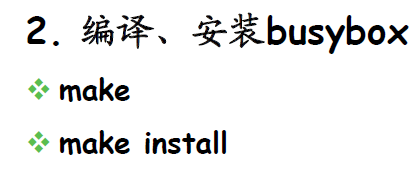 2. 编译、安装busybox
make
make install